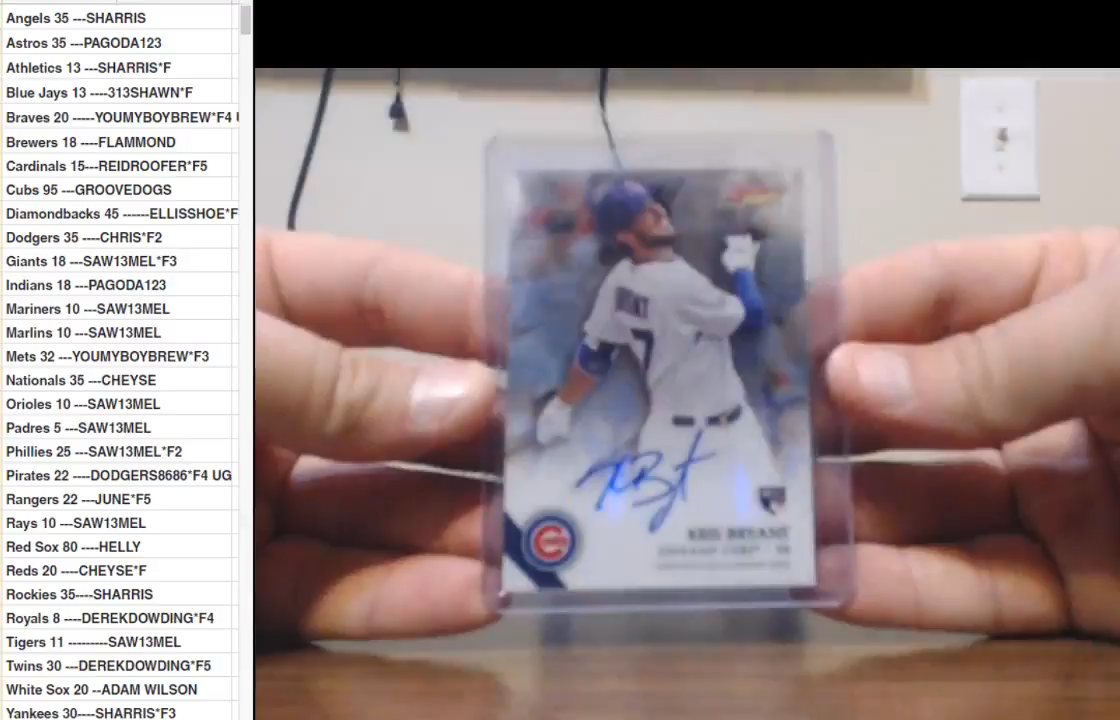 Angels 35 ---SHARRIS
Astros 35 ---PAGODA123
Athletics 13 ---SHARRIS*F
Blue Jays 13 ----313SHAWN*F
Braves 20 -----YOUMYBOYBREW*F4
Brewers 18 ----FLAMMOND
Cardinals 15---REIDROOFER*F5
Cubs 95 ---GROOVEDOGS
Diamondbacks 45 ------ELLISSHOE*F
Dodgers 35 ----CHRIS*F2
Giants 18 ---SAW13MEL*F3
Indians 18 ---PAGODA123
Mariners 10 ---SAW13MEL
Marlins 10 ---SAW13MEL
Mets 32 ---YOUMYBOYBREW*F3
Nationals 35 ---CHEYSE
Orioles 10 ---SAW13MEL
Padres 5 ---SAW13MEL
Phillies 25 ---SAW13MEL*F2
Pirates 22 ----DODGERS8686*F4 UG
Rangers 22 ---JUNE*F5
Rays 10 ---SAW13MEL
Red Sox 80 ----HELLY
Reds 20 ----CHEYSE*F
Rockies 35----SHARRIS
Royals 8 ----DEREKDOWDING*F4
Tigers 11 ---------SAW13MEL
Twins 30 ---DEREKDOWDING*F5
White Sox 20 --ADAM WILSON
Yankees 30----SHARRIS*F3
7
KRIS BRYANT
CHICAGO CUBS